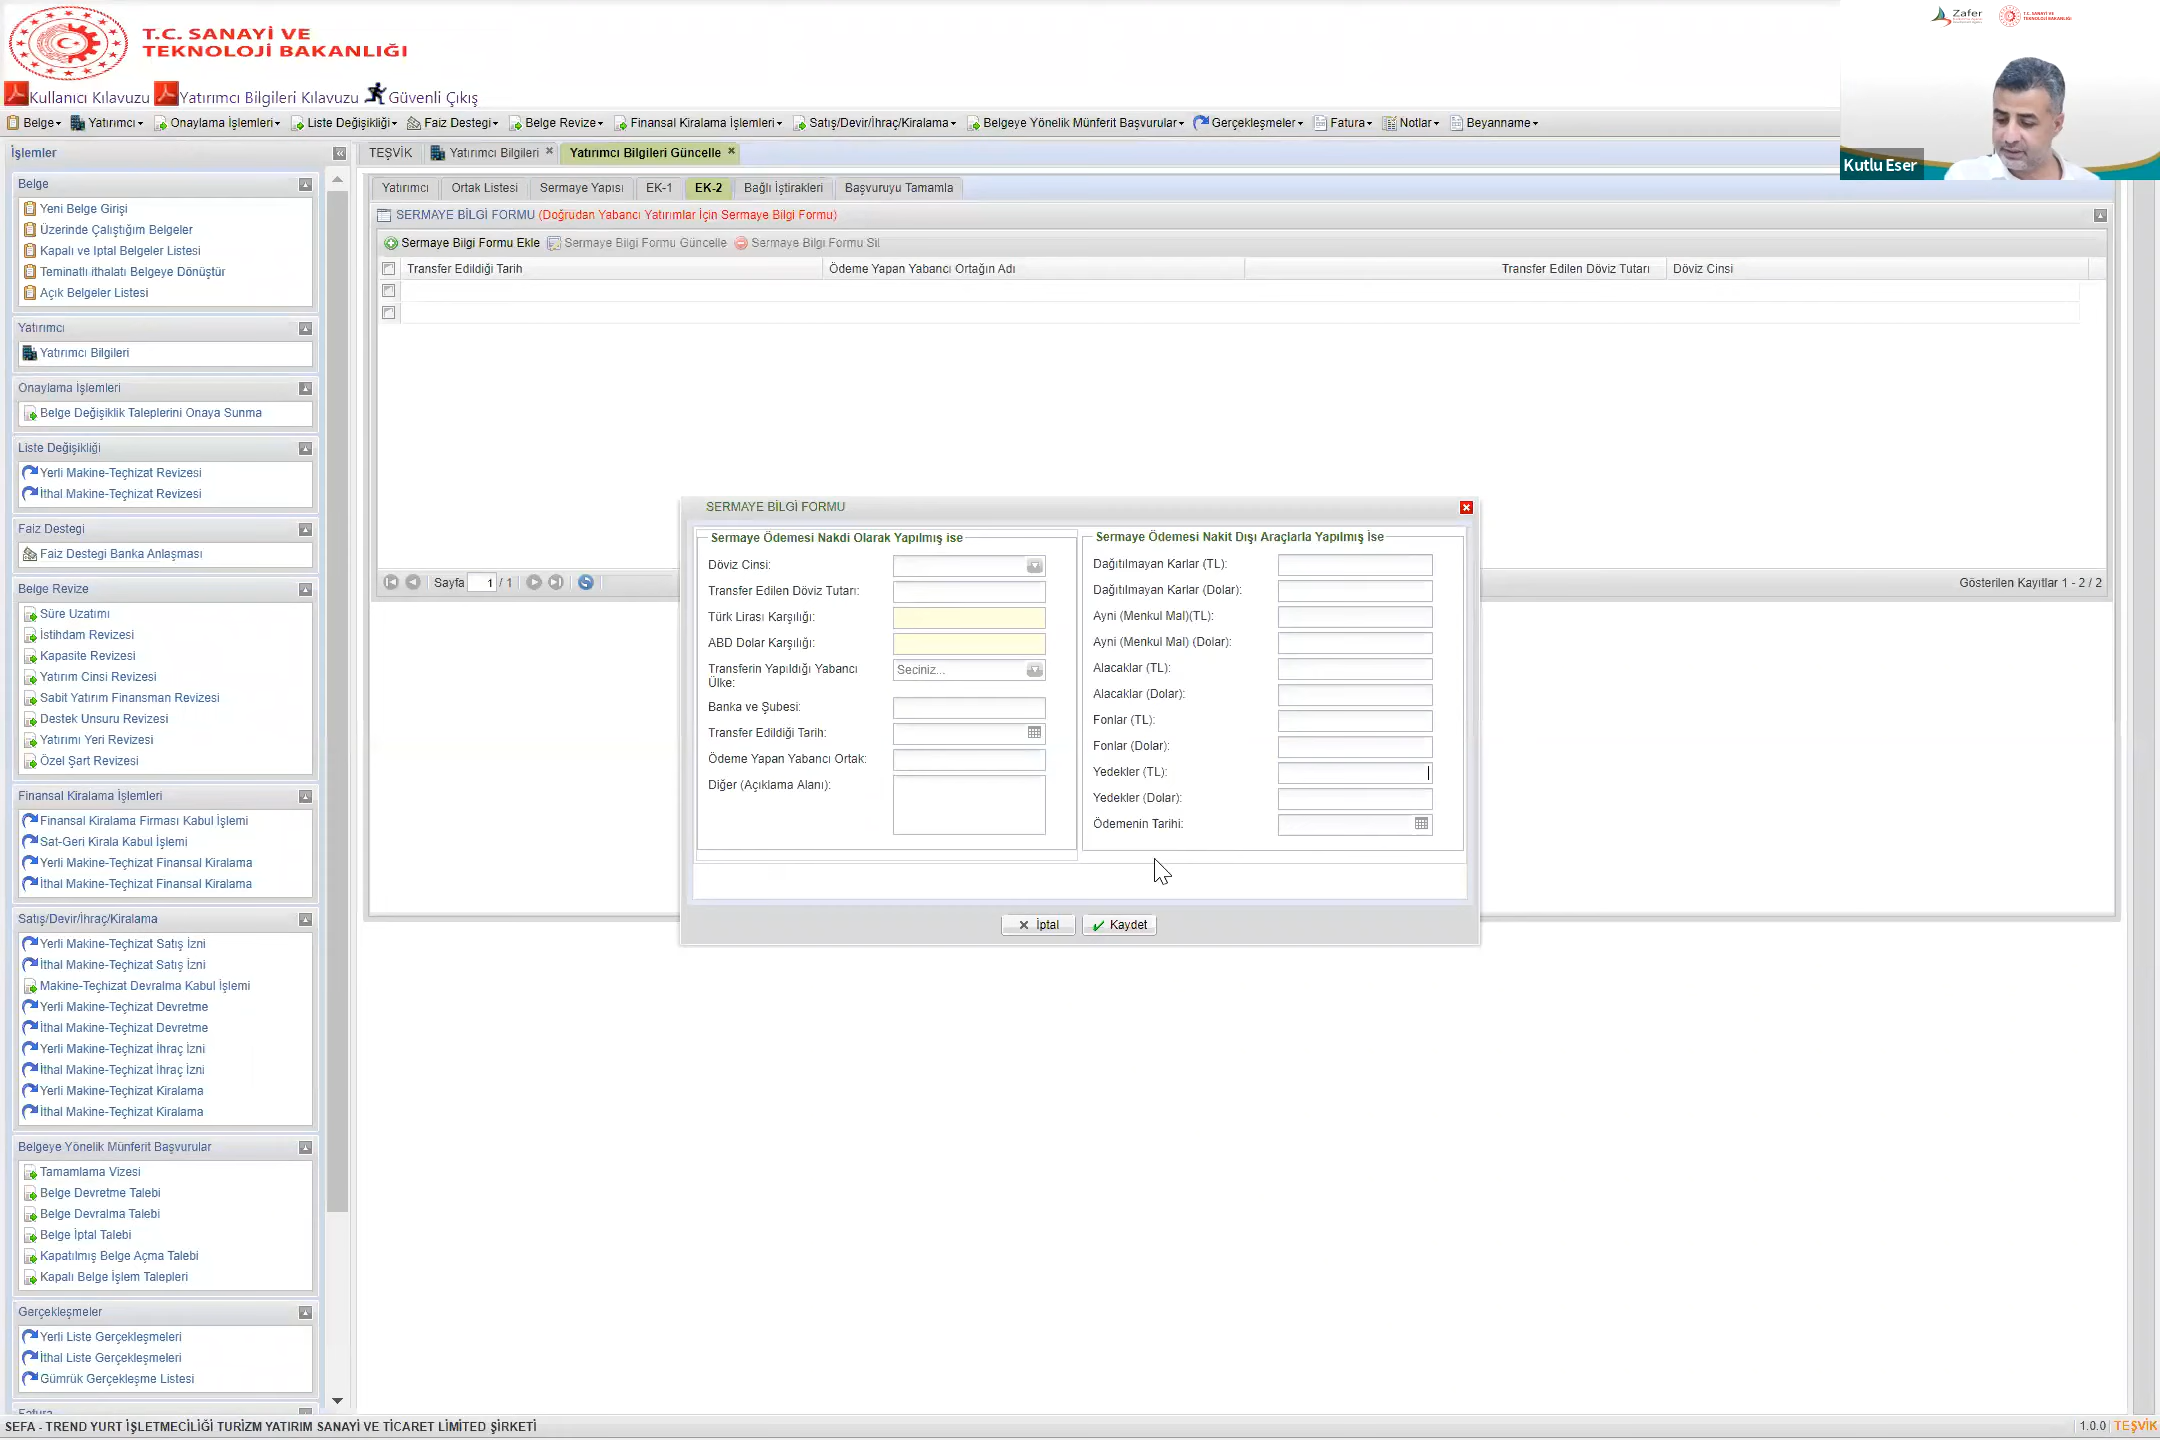 T.C. SANAYİ VE
TEKNOLOJİ BAKANLIĞI
Kullanıcı Kılavuzu Yatırımcı Bilgileri Kılavuzu Güvenli Çıkış
Zafer
T.C. SANAYİ VE
TEKNOLOJİ BAKANLIĞI
Kutlu Eser
Belge Yatırımcı Onaylama İşlemleri Liste Değişikliği Faiz Destegi Belge Revize Finansal Kiralama İşlemleri Satış/Devir/İhraç/Kiralama Belgeye Yönelik Münferit Başvurular Gerçekleşmeler Fatura Notlar Beyanname
İşlemler
TEŞVİK Yatırımcı Bilgileri Yatırımcı Bilgileri Güncelle
Belge
Yeni Belge Girişi
Üzerinde Çalıştığım Belgeler
Kapalı ve Iptal Belgeler Listesi
Teminatlı ithalatı Belgeye Dönüştür
Açık Belgeler Listesi
Yatırımcı
Yatırımcı Bilgileri
Onaylama İşlemleri
Belge Değişiklik Taleplerini Onaya Sunma
Liste Değişikliği
Yerli Makine-Teçhizat Revizesi
İthal Makine-Teçhizat Revizesi
Faiz Destegi
Faiz Destegi Banka Anlaşması
Belge Revize
Süre Uzatımı
İstihdam Revizesi
Kapasite Revizesi
Yatırım Cinsi Revizesi
Sabit Yatırım Finansman Revizesi
Destek Unsuru Revizesi
Yatırımı Yeri Revizesi
Özel Şart Revizesi
Finansal Kiralama İşlemleri
Finansal Kiralama Firması Kabul İşlemi
Sat-Geri Kirala Kabul İşlemi
Yerli Makine-Teçhizat Finansal Kiralama
İthal Makine-Teçhizat Finansal Kiralama
Satış/Devir/İhraç/Kiralama
Yerli Makine-Teçhizat Satış İzni
İthal Makine-Teçhizat Satış İzni
Makine-Teçhizat Devralma Kabul İşlemi
Yerli Makine-Teçhizat Devretme
İthal Makine-Teçhizat Devretme
Yerli Makine-Teçhizat İhraç İzni
İthal Makine-Teçhizat İhraç İzni
Yerli Makine-Teçhizat Kiralama
İthal Makine-Teçhizat Kiralama
Belgeye Yönelik Münferit Başvurular
Tamamlama Vizesi
Belge Devretme Talebi
Belge Devralma Talebi
Belge İptal Talebi
Kapatılmış Belge Açma Talebi
Kapalı Belge İşlem Talepleri
Gerçekleşmeler
Yerli Liste Gerçekleşmeleri
İthal Liste Gerçekleşmeleri
Gümrük Gerçekleşme Listesi
Fatura
Yatırımcı Ortak Listesi Sermaye Yapısı EK-1 EK-2 Bağlı İştirakleri Başvuruyu Tamamla
SERMAYE BİLGİ FORMU (Doğrudan Yabancı Yatırımlar İçin Sermaye Bilgi Formu)
Sermaye Bilgi Formu Ekle Sermaye Bilgi Formu Güncelle Sermaye Bilgi Formu Sil
Transfer Edildiği Tarih Ödeme Yapan Yabancı Ortağın Adı Transfer Edilen Döviz Tutarı Döviz Cinsi
Sayfa 1 / 1
Gösterilen Kayıtlar 1 - 2 / 2
SERMAYE BİLGİ FORMU
Sermaye Ödemesi Nakdi Olarak Yapılmış ise
Döviz Cinsi:
Transfer Edilen Döviz Tutarı:
Türk Lirası Karşılığı:
ABD Dolar Karşılığı:
Transferin Yapıldığı Yabancı
Ülke:
Seciniz...
Banka ve Şubesi:
Transfer Edildiği Tarih:
Ödeme Yapan Yabancı Ortak:
Diğer (Açıklama Alanı):
Sermaye Ödemesi Nakit Dışı Araçlarla Yapılmış İse
Dağıtılmayan Karlar (TL):
Dağıtılmayan Karlar (Dolar):
Ayni (Menkul Mal)(TL):
Ayni (Menkul Mal) (Dolar):
Alacaklar (TL):
Alacaklar (Dolar):
Fonlar (TL):
Fonlar (Dolar):
Yedekler (TL):
Yedekler (Dolar):
Ödemenin Tarihi:
İptal Kaydet
SEFA - TREND YURT İŞLETMECİLİĞİ TURİZM YATIRIM SANAYİ VE TİCARET LİMİTED ŞİRKETİ
1.0.0 TEŞVİK